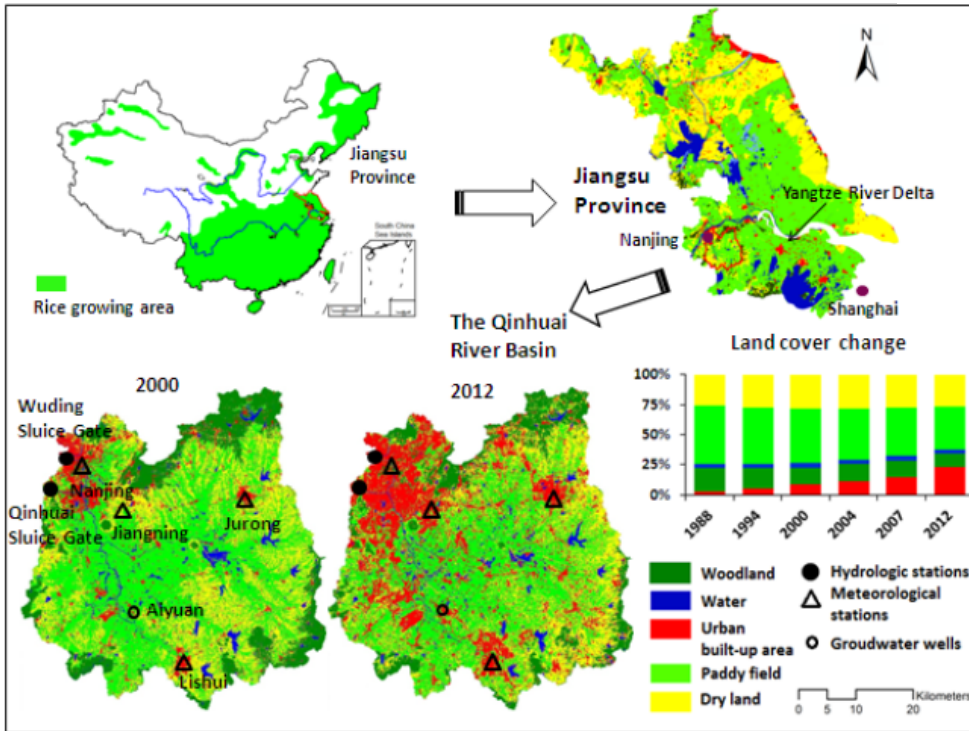 Jiangsu
Province
South China
Sea Islands
Rice growing area
N
Jiangsu
Province
Yangtze River Delta
Nanjing
Shanghai
The Qinhuai
River Basin
Land cover change
2000
Wuding
Sluice Gate
Nanjing
Qinhuai
Sluice Gate
Jiangning
Jurong
Aiyuan
Lishui
2012
100%
75%
50%
25%
0%
1988
1994
2000
2004
2007
2012
Woodland
Water
Urban
built-up area
Paddy field
Dry land
Hydrologic stations
Meteorological
stations
Groudwater wells
Kilometers
0 5 10 20